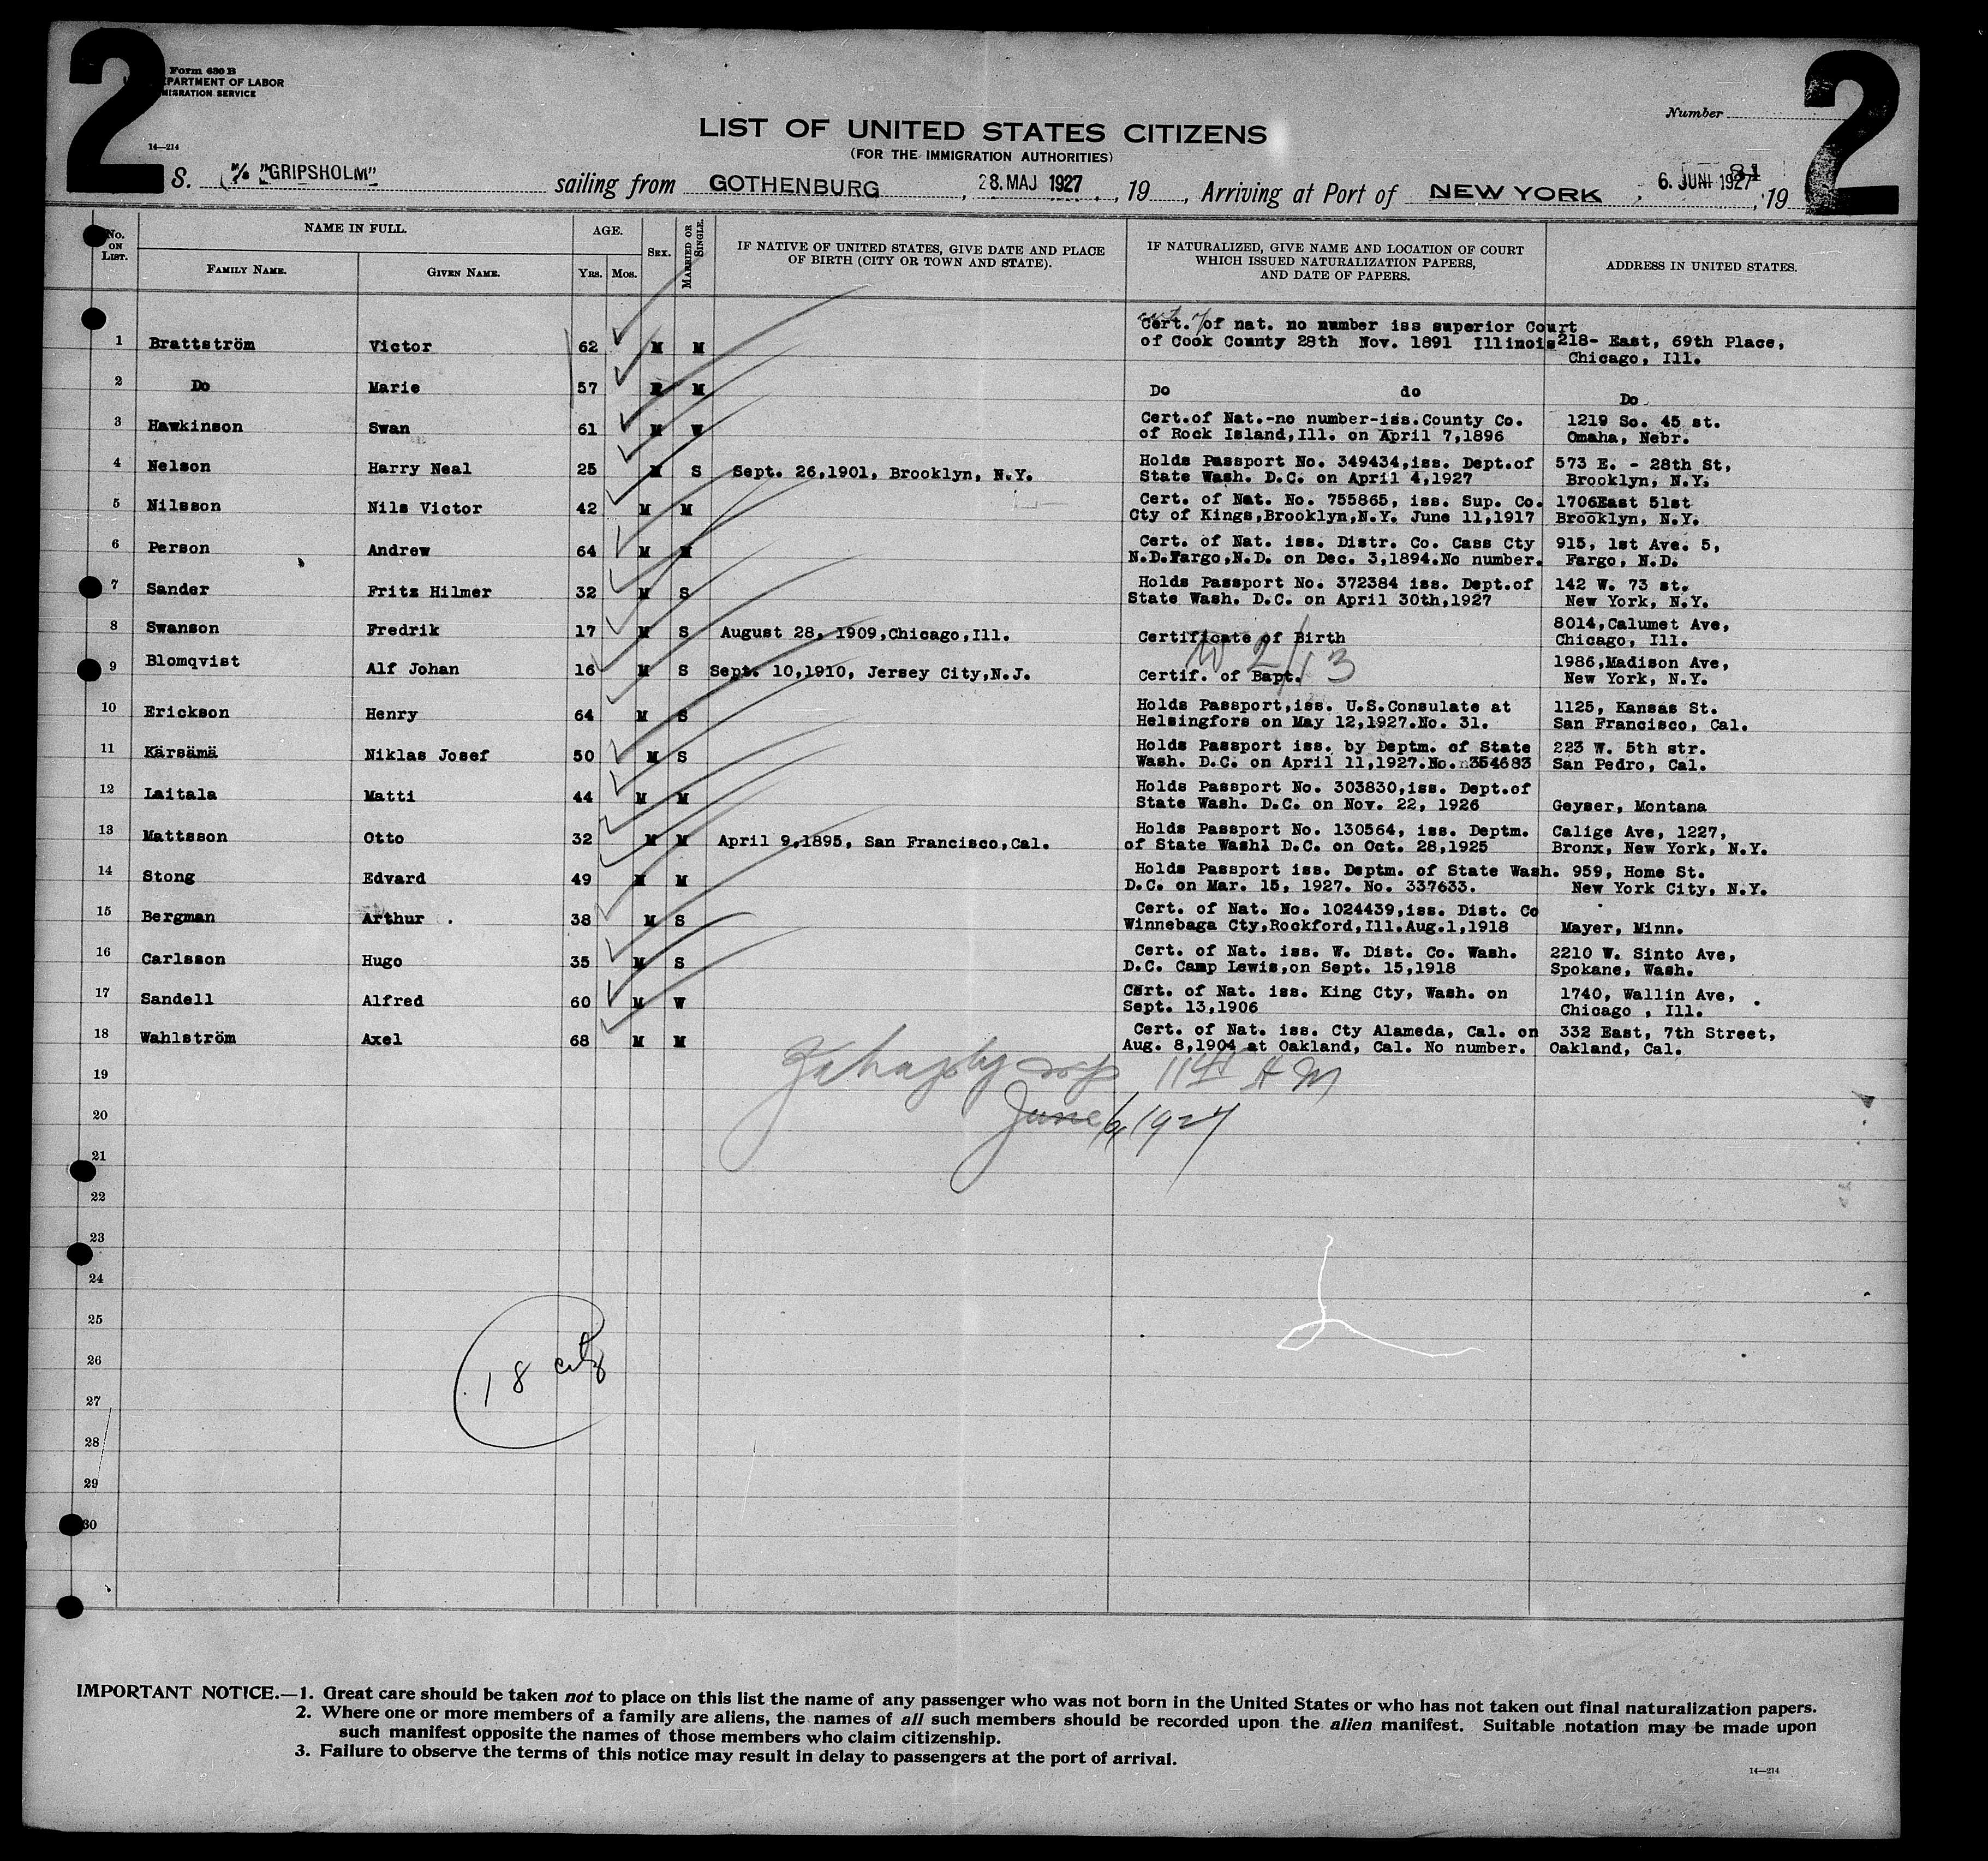 2 2
Form 630 B
DEPARTMENT OF LABOR
IMMIGRATION SERVICE
Number
14—214
LIST OF UNITED STATES CITIZENS
(FOR THE IMMIGRATION AUTHORITIES)
S. M/S "GRIPSHOLM" sailing from GOTHENBURG, 28. MAJ 1927, 19, Arriving at Port of NEW YORK, 6. JUNI 1927, 19
31
No. ON LIST.
NAME IN FULL.
FAMILY NAME. GIVEN NAME.
AGE.
YRS. MOS.
SEX.
MARRIED OR SINGLE.
IF NATIVE OF UNITED STATES, GIVE DATE AND PLACE
OF BIRTH (CITY OR TOWN AND STATE).
IF NATURALIZED, GIVE NAME AND LOCATION OF COURT
WHICH ISSUED NATURALIZATION PAPERS,
AND DATE OF PAPERS.
ADDRESS IN UNITED STATES.
Cert. of nat. no number iss superior Court
1 Brattström Victor 62 M M of Cook County 28th Nov. 1891 Illinois 218- East, 69th Place,
Chicago, Ill.
2 Do Marie 57 F M Do do Do
3 Hawkinson Swan 61 M W Cert.of Nat.-no number-iss.County Co. 1219 So. 45 st.
of Rock Island,Ill. on April 7,1896 Omaha, Nebr.
4 Nelson Harry Neal 25 M S Sept. 26,1901, Brooklyn, N.Y. Holds Passport No. 349434,iss. Dept.of 573 E. - 28th St,
State Wash. D.C. on April 4,1927 Brooklyn, N.Y.
5 Nilsson Nils Victor 42 M M Cert. of Nat. No. 755865, iss. Sup. Co. 1706East 51st
Cty of Kings,Brooklyn,N.Y. June 11,1917 Brooklyn, N.Y.
6 Person Andrew 64 M M Cert. of Nat. iss. Distr. Co. Cass Cty 915, 1st Ave. 5,
N.D.Fargo,N.D. on Dec. 3,1894.No number. Fargo, N.D.
7 Sander Fritz Hilmer 32 M S Holds Passport No. 372384 iss. Dept.of 142 W. 73 st.
State Wash. D.C. on April 30th,1927 New York, N.Y.
8 Swanson Fredrik 17 M S August 28, 1909,Chicago,Ill. Certificate of Birth 8014,Calumet Ave,
Chicago, Ill.
9 Blomqvist Alf Johan 16 M S Sept. 10,1910, Jersey City,N.J. Certif. of Bapt. 1986,Madison Ave,
New York, N.Y.
10 Erickson Henry 64 M S Holds Passport,iss. U.S.Consulate at 1125, Kansas St.
Helsingfors on May 12,1927.No. 31. San Francisco, Cal.
11 Kärsämä Niklas Josef 50 M S Holds Passport iss. by Deptm. of State 223 W. 5th str.
Wash. D.C. on April 11,1927.No. 354683 San Pedro, Cal.
12 Laitala Matti 44 M M Holds Passport No. 303830,iss. Dept.of
State Wash. D.C. on Nov. 22, 1926 Geyser, Montana
13 Mattsson Otto 32 M M April 9,1895, San Francisco,Cal. Holds Passport No. 130564, iss. Deptm. Calige Ave, 1227,
of State Washl D.C. on Oct. 28,1925 Bronx, New York, N.Y.
14 Stong Edvard 49 M M Holds Passport iss. Deptm. of State Wash. 959, Home St.
D.C. on Mar. 15, 1927. No. 337633. New York City, N.Y.
15 Bergman Arthur . 38 M S Cert. of Nat. No. 1024439,iss. Dist. Co
Winnebaga Cty,Rockford,Ill.Aug.1,1918 Mayer, Minn.
16 Carlsson Hugo 35 M S Cert. of Nat. iss. W. Dist. Co. Wash. 2210 W. Sinto Ave,
D.C. Camp Lewis,on Sept. 15,1918 Spokane, Wash.
17 Sandell Alfred 60 M W Cert. of Nat. iss. King Cty, Wash. on 1740, Wallin Ave,
Sept. 13,1906 Chicago , Ill.
18 Wahlström Axel 68 M M Cert. of Nat. iss. Cty Alameda, Cal. on 332 East, 7th Street,
Aug. 8,1904 at Oakland, Cal. No number. Oakland, Cal.
19
AM
20
June 6, 1927
21
22
23
24
25
26
18
27
28
29
30
IMPORTANT NOTICE.—1. Great care should be taken not to place on this list the name of any passenger who was not born in the United States or who has not taken out final naturalization papers.
2. Where one or more members of a family are aliens, the names of all such members should be recorded upon the alien manifest. Suitable notation may be made upon
such manifest opposite the names of those members who claim citizenship.
3. Failure to observe the terms of this notice may result in delay to passengers at the port of arrival.
14—214